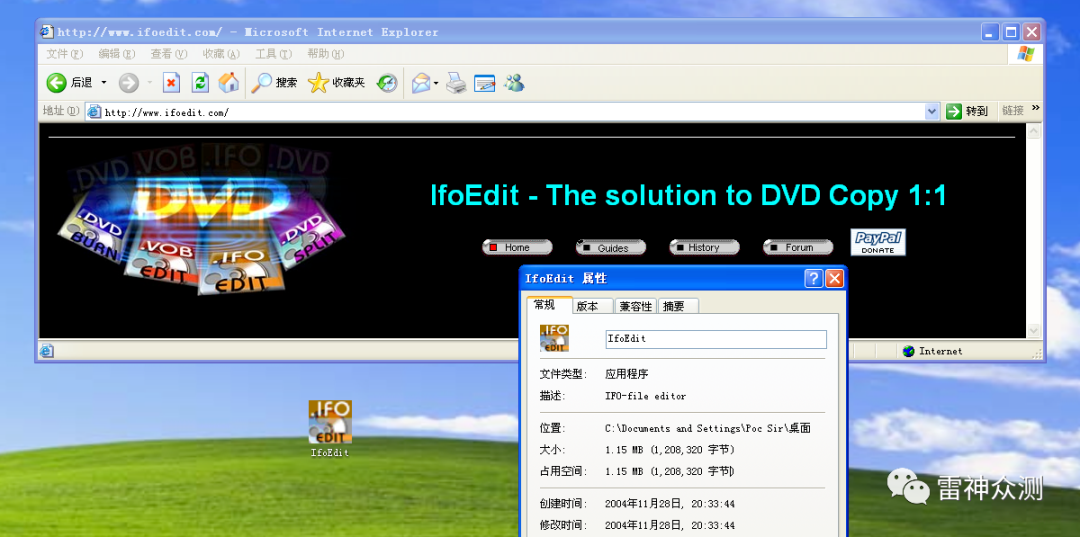 http://www.ifoedit.com/ - Microsoft Internet Explorer
文件(F) 编辑(E) 查看(V) 收藏(A) 工具(T) 帮助(H)
后退 搜索 收藏夹
地址(D) http://www.ifoedit.com/ 转到 链接 »
.DVD .VOB .IFO .DVD
DVD
.DVD BURN
.VOB EDIT
.IFO EDIT
.DVD SPLIT
IfoEdit - The solution to DVD Copy 1:1
Home Guides History Forum PayPal DONATE
IfoEdit 属性
常规 版本 兼容性 摘要
.IFO EDIT
IfoEdit
Internet
文件类型: 应用程序
描述: IFO-file editor
位置: C:\Documents and Settings\Poc Sir\桌面
大小: 1.15 MB (1,208,320 字节)
占用空间: 1.15 MB (1,208,320 字节)
创建时间: 2004年11月28日, 20:33:44
修改时间: 2004年11月28日, 20:33:44
.IFO EDIT
IfoEdit
雷神众测